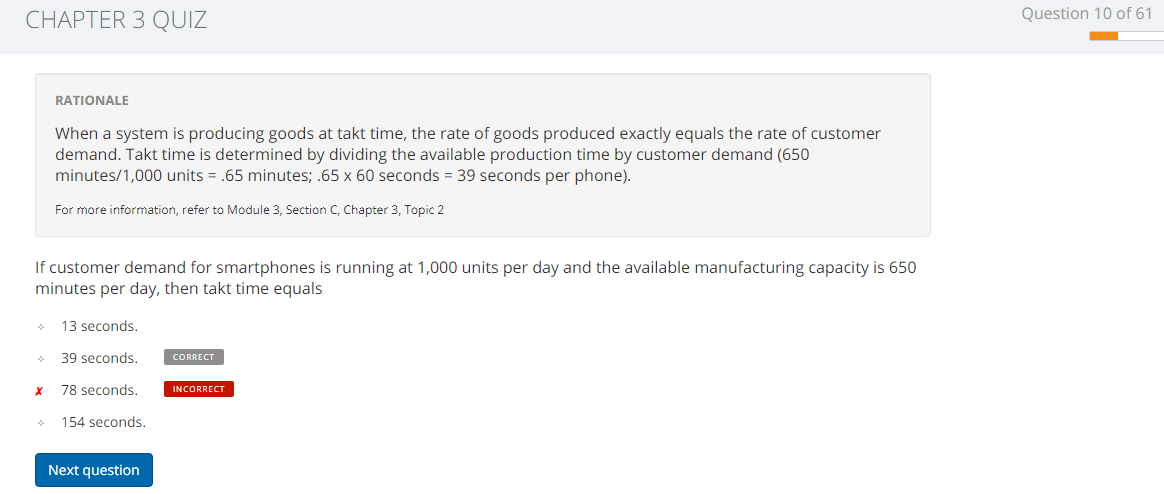 CHAPTER 3 QUIZ
Question 10 of 61
RATIONALE
When a system is producing goods at takt time, the rate of goods produced exactly equals the rate of customer
demand. Takt time is determined by dividing the available production time by customer demand (650
minutes/1,000 units = .65 minutes; .65 x 60 seconds = 39 seconds per phone).
For more information, refer to Module 3, Section C, Chapter 3, Topic 2
If customer demand for smartphones is running at 1,000 units per day and the available manufacturing capacity is 650
minutes per day, then takt time equals
13 seconds.
39 seconds. CORRECT
78 seconds. INCORRECT
154 seconds.
Next question